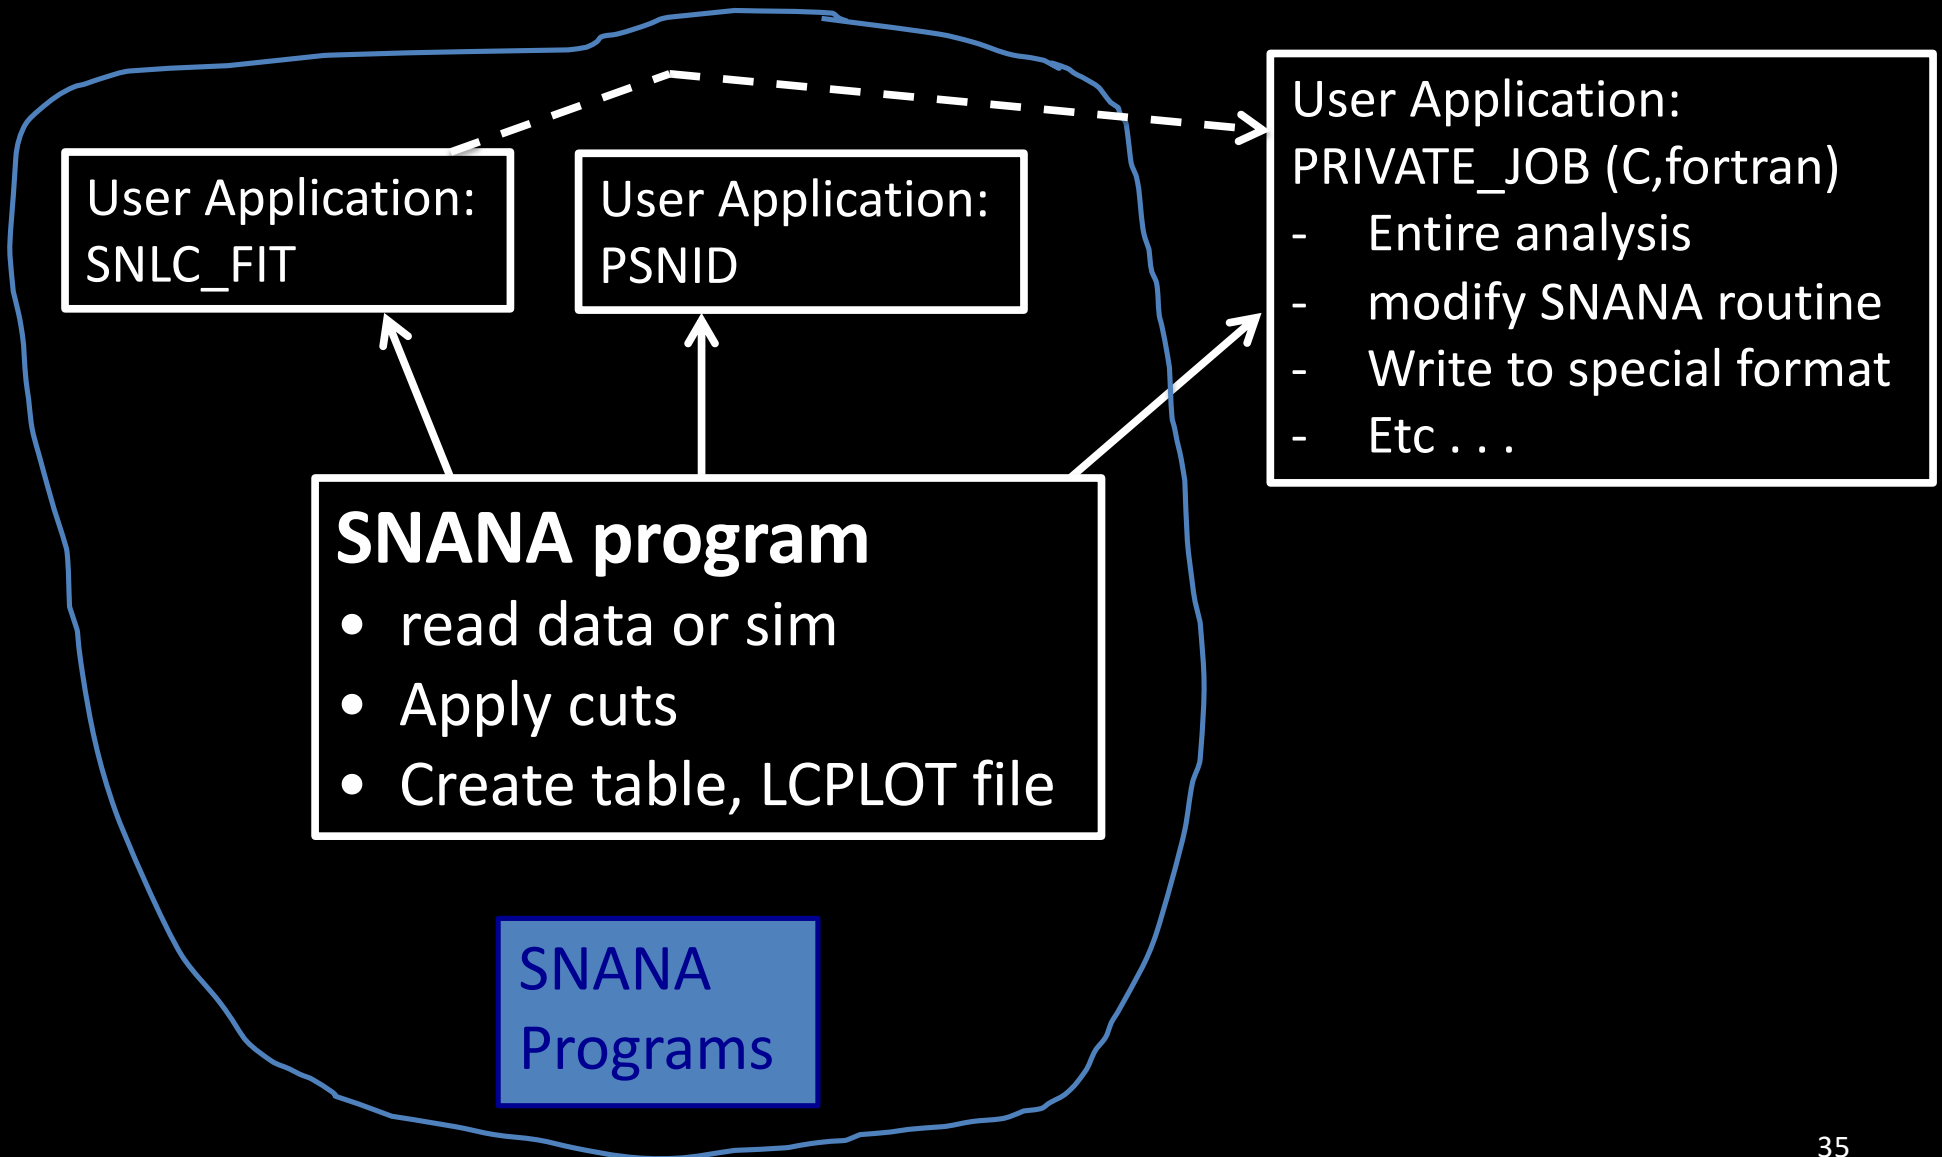 User Application:
SNLC_FIT
User Application:
PSNID
User Application:
PRIVATE_JOB (C,fortran)
- Entire analysis
- modify SNANA routine
- Write to special format
- Etc . . .
SNANA program
• read data or sim
• Apply cuts
• Create table, LCPLOT file
SNANA
Programs
35